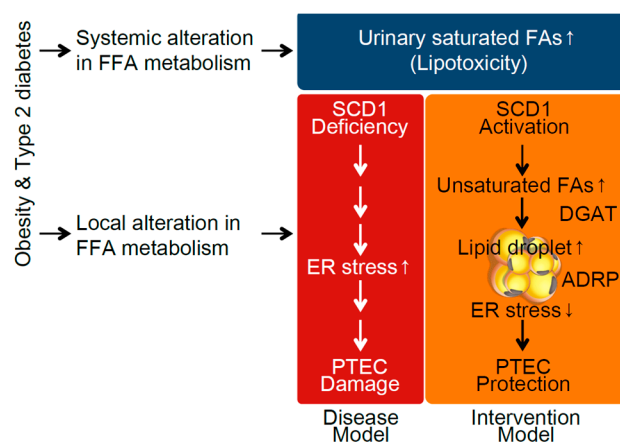 Obesity & Type 2 diabetes
Systemic alteration
in FFA metabolism
Urinary saturated FAs↑
(Lipotoxicity)
Local alteration in
FFA metabolism
SCD1
Deficiency
ER stress↑
PTEC
Damage
Disease
Model
SCD1
Activation
Unsaturated FAs↑
DGAT
Lipid droplet↑
ADRP
ER stress↓
PTEC
Protection
Intervention
Model